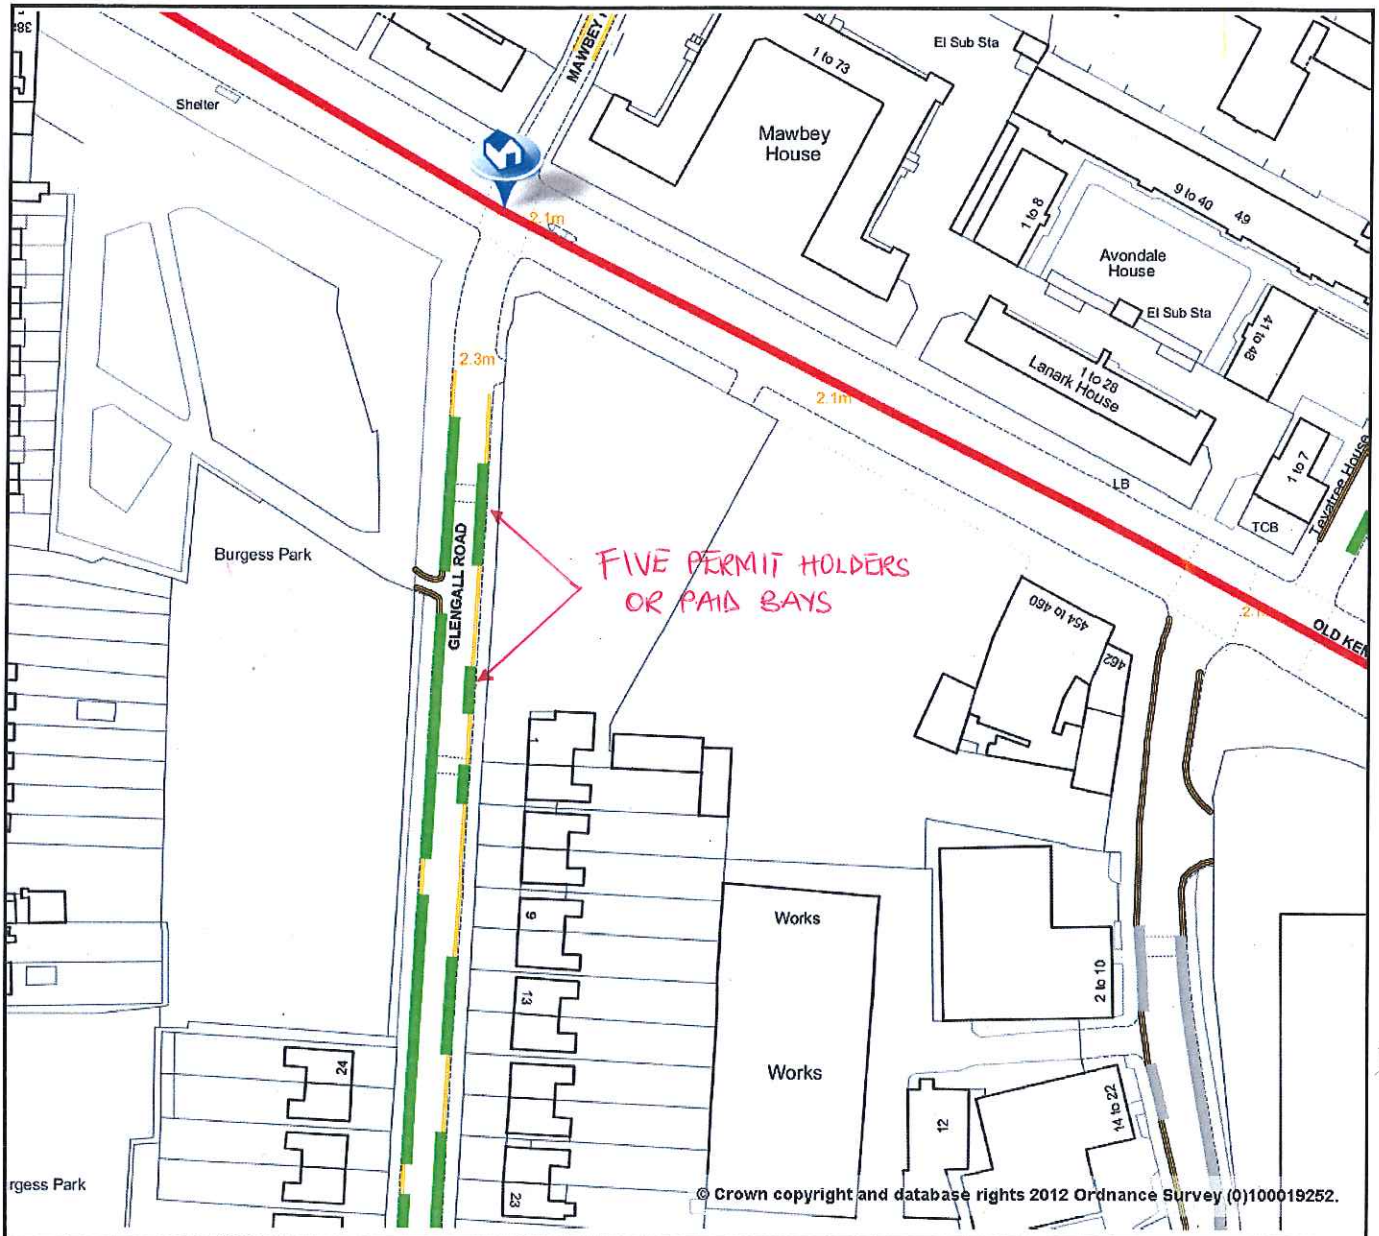 38
MAWBEY
El Sub Sta
1 to 73
Shelter
Mawbey
House
1 to 8
9 to 40
49
2.1m
Avondale
House
El Sub Sta
41 to 48
2.3m
1 to 28
Lanark House
2.1m
1 to 7
LB
TCB
Burgess Park
GLENGALL ROAD
FIVE PERMIT HOLDERS
OR PAID BAYS
454 to 460
462
OLD KEN
1
9
Works
13
2 to 10
24
Works
12
14 to 22
23
rgess Park
© Crown copyright and database rights 2012 Ordnance Survey (0)100019252.